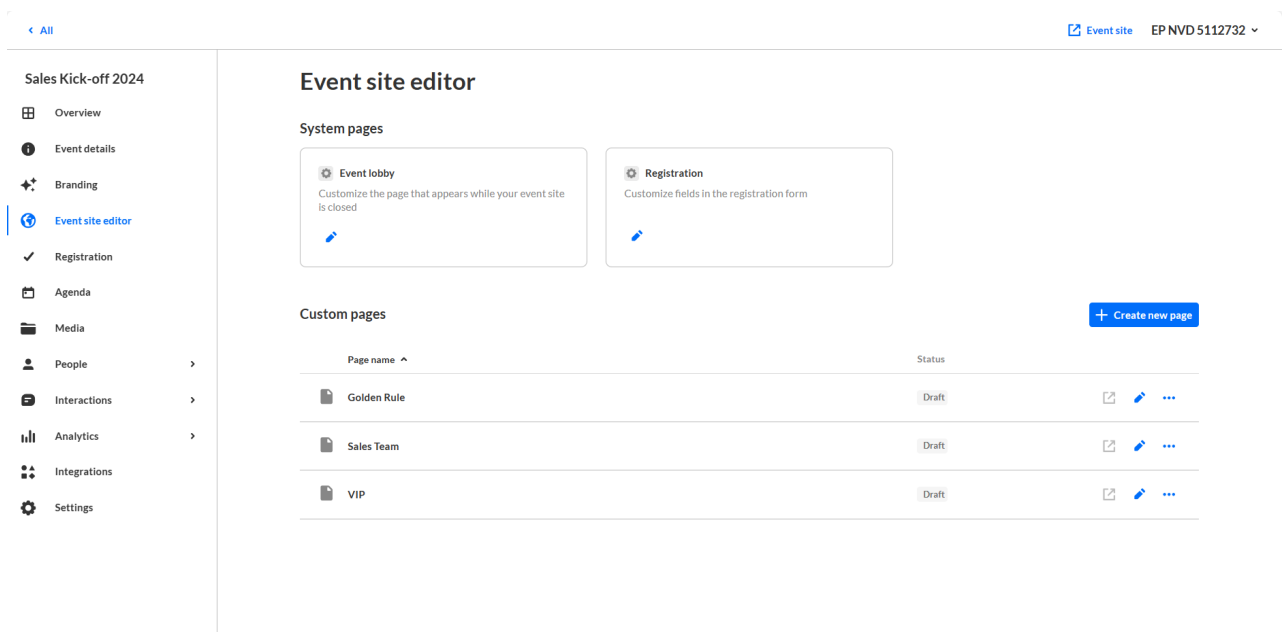 All
Event site
EP NVD 5112732
Sales Kick-off 2024
Overview
Event details
Branding
Event site editor
Registration
Agenda
Media
People
Interactions
Analytics
Integrations
Settings
Event site editor
System pages
Event lobby
Customize the page that appears while your event site
is closed
Registration
Customize fields in the registration form
Custom pages
Create new page
Page name
Status
Golden Rule
Draft
Sales Team
Draft
VIP
Draft